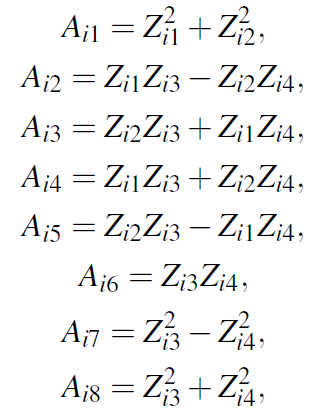 A_{i1} = Z_{i1}^2 + Z_{i2}^2,
A_{i2} = Z_{i1}Z_{i3} − Z_{i2}Z_{i4},
A_{i3} = Z_{i2}Z_{i3} + Z_{i1}Z_{i4},
A_{i4} = Z_{i1}Z_{i3} + Z_{i2}Z_{i4},
A_{i5} = Z_{i2}Z_{i3} − Z_{i1}Z_{i4},
A_{i6} = Z_{i3}Z_{i4},
A_{i7} = Z_{i3}^2 − Z_{i4}^2,
A_{i8} = Z_{i3}^2 + Z_{i4}^2,